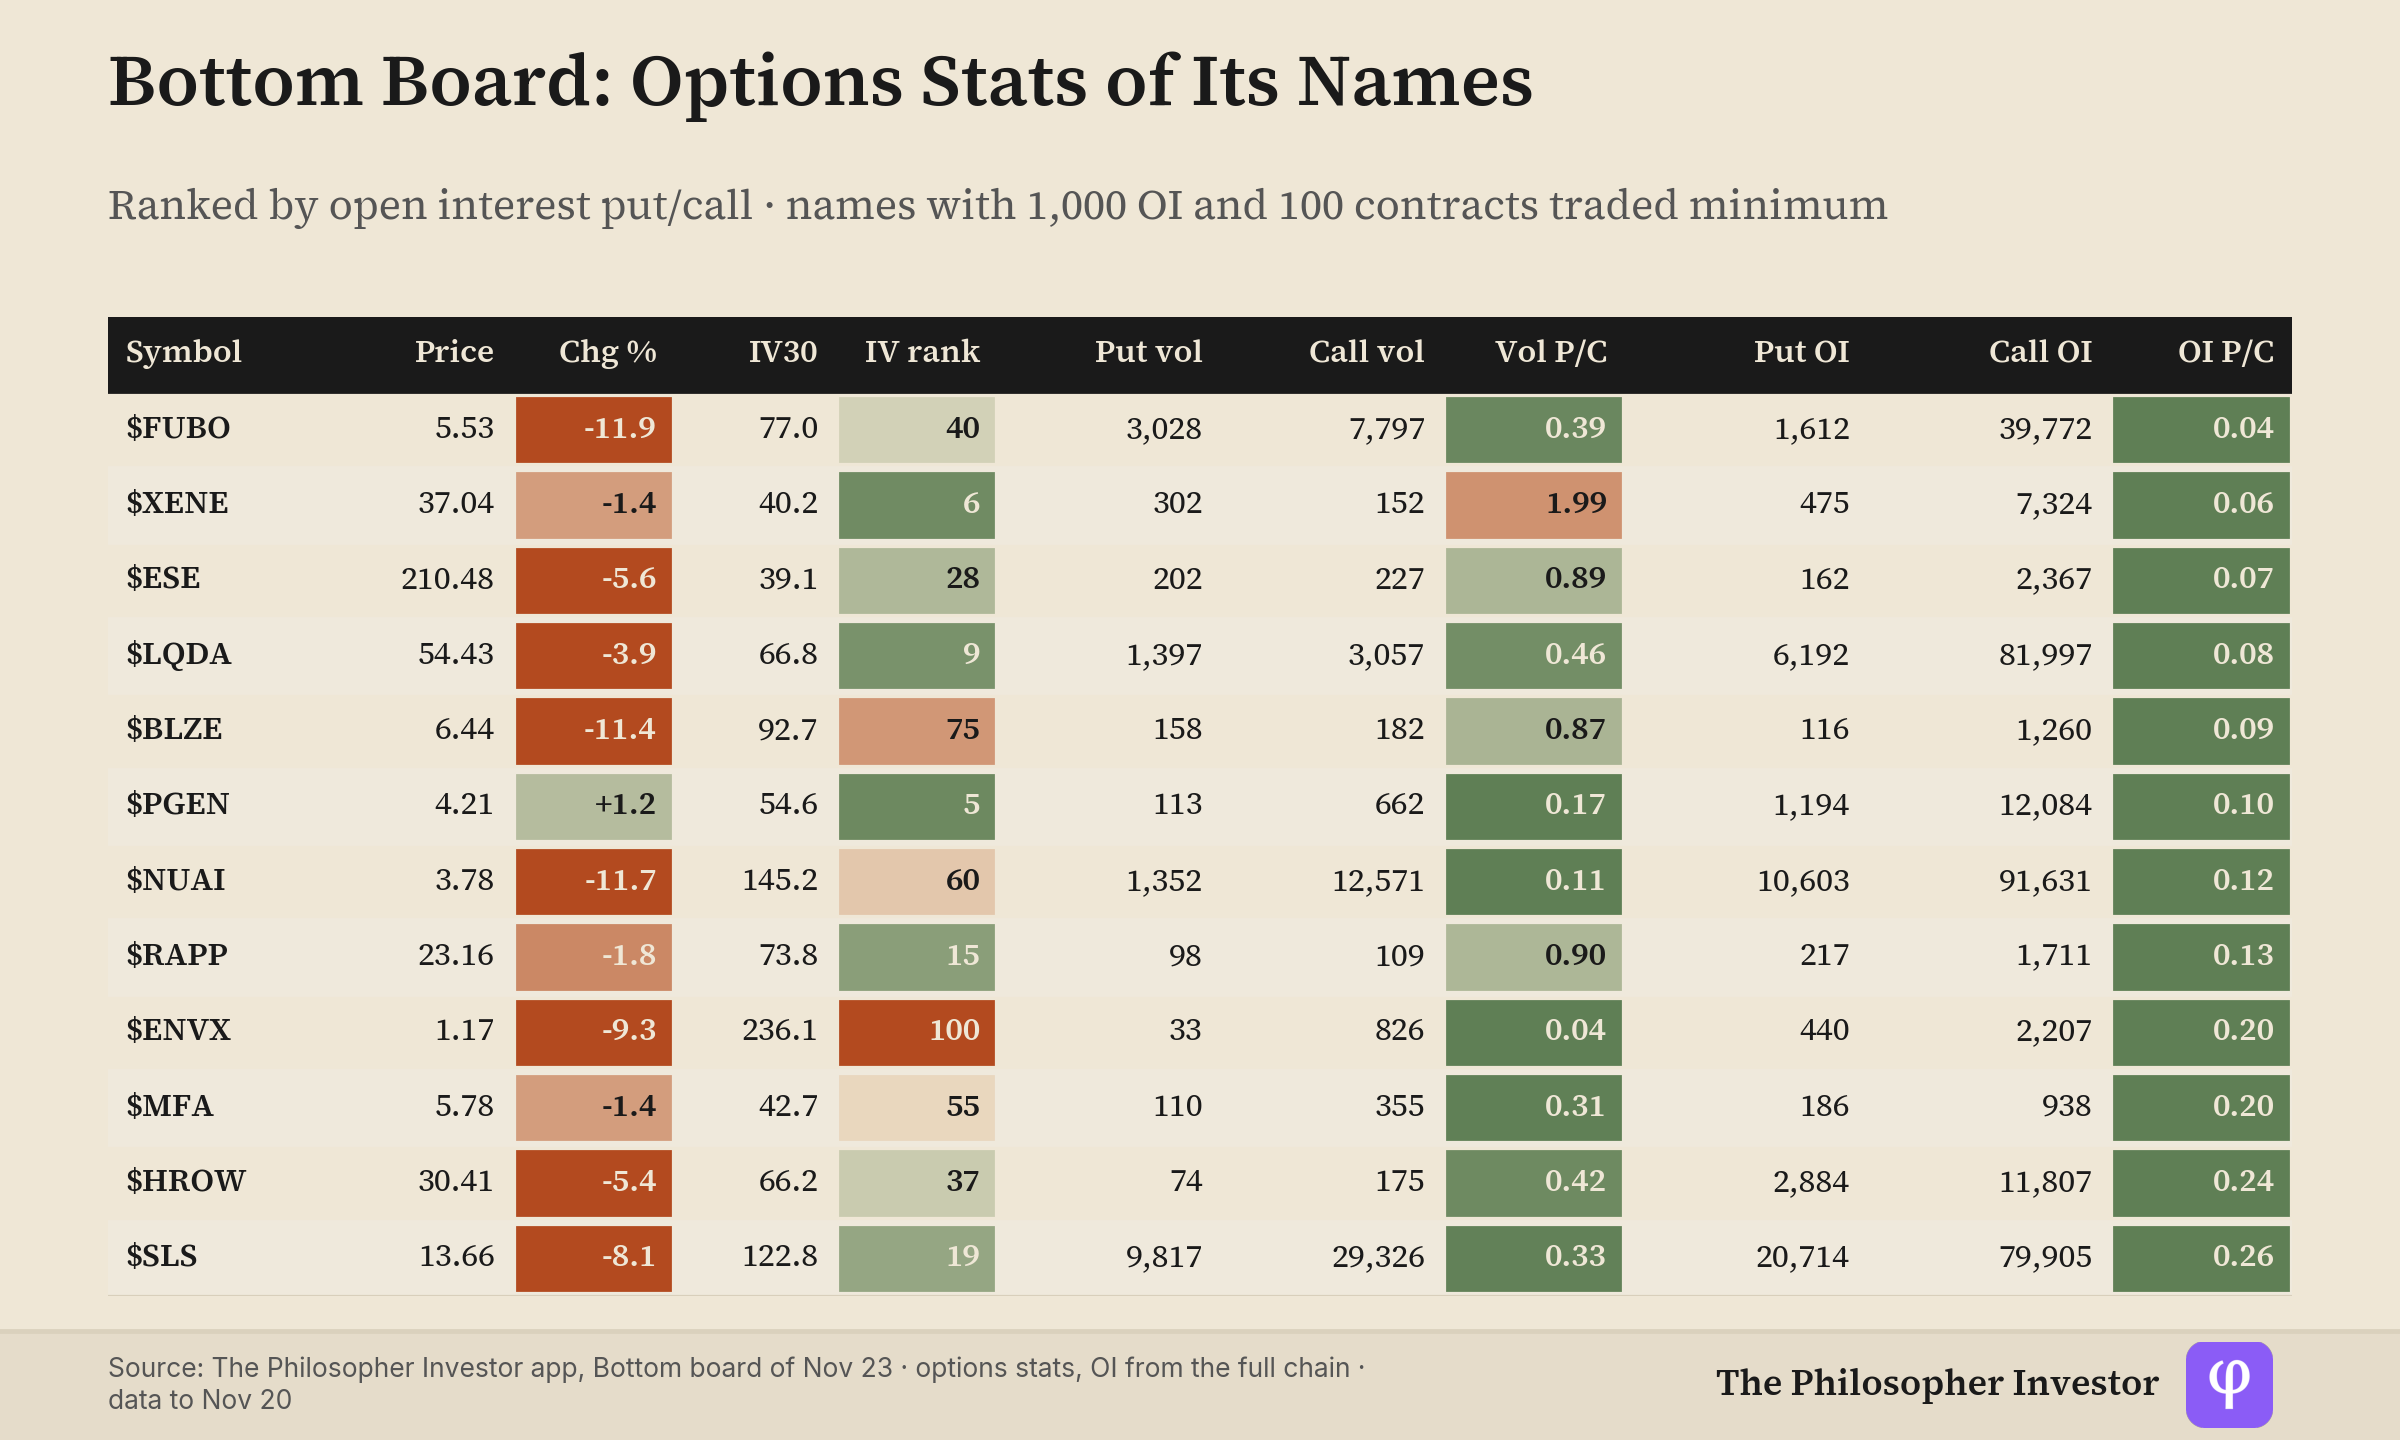 Bottom Board: Options Stats of Its Names
Ranked by open interest put/call · names with 1,000 OI and 100 contracts traded minimum
Symbol Price Chg % IV30 IV rank Put vol Call vol Vol P/C Put OI Call OI OI P/C
$FUBO 5.53 -11.9 77.0 40 3,028 7,797 0.39 1,612 39,772 0.04
$XENE 37.04 -1.4 40.2 6 302 152 1.99 475 7,324 0.06
$ESE 210.48 -5.6 39.1 28 202 227 0.89 162 2,367 0.07
$LQDA 54.43 -3.9 66.8 9 1,397 3,057 0.46 6,192 81,997 0.08
$BLZE 6.44 -11.4 92.7 75 158 182 0.87 116 1,260 0.09
$PGEN 4.21 +1.2 54.6 5 113 662 0.17 1,194 12,084 0.10
$NUAI 3.78 -11.7 145.2 60 1,352 12,571 0.11 10,603 91,631 0.12
$RAPP 23.16 -1.8 73.8 15 98 109 0.90 217 1,711 0.13
$ENVX 1.17 -9.3 236.1 100 33 826 0.04 440 2,207 0.20
$MFA 5.78 -1.4 42.7 55 110 355 0.31 186 938 0.20
$HROW 30.41 -5.4 66.2 37 74 175 0.42 2,884 11,807 0.24
$SLS 13.66 -8.1 122.8 19 9,817 29,326 0.33 20,714 79,905 0.26
Source: The Philosopher Investor app, Bottom board of Nov 23 · options stats, OI from the full chain ·
data to Nov 20
The Philosopher Investor φ